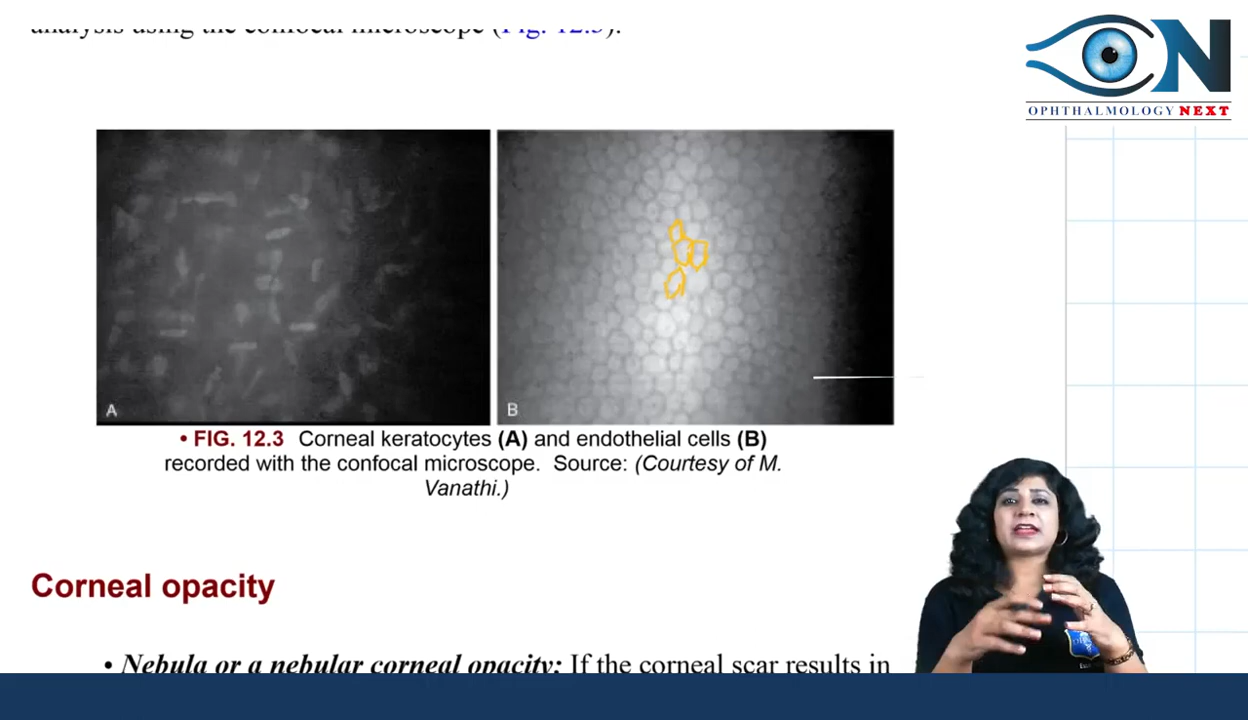 analysis using the confocal microscope (Fig. 12.3).
ON
OPHTHALMOLOGY NEXT
A
B
• FIG. 12.3 Corneal keratocytes (A) and endothelial cells (B)
recorded with the confocal microscope. Source: (Courtesy of M.
Vanathi.)
Corneal opacity
• Nebula or a nebular corneal opacity: If the corneal scar results in